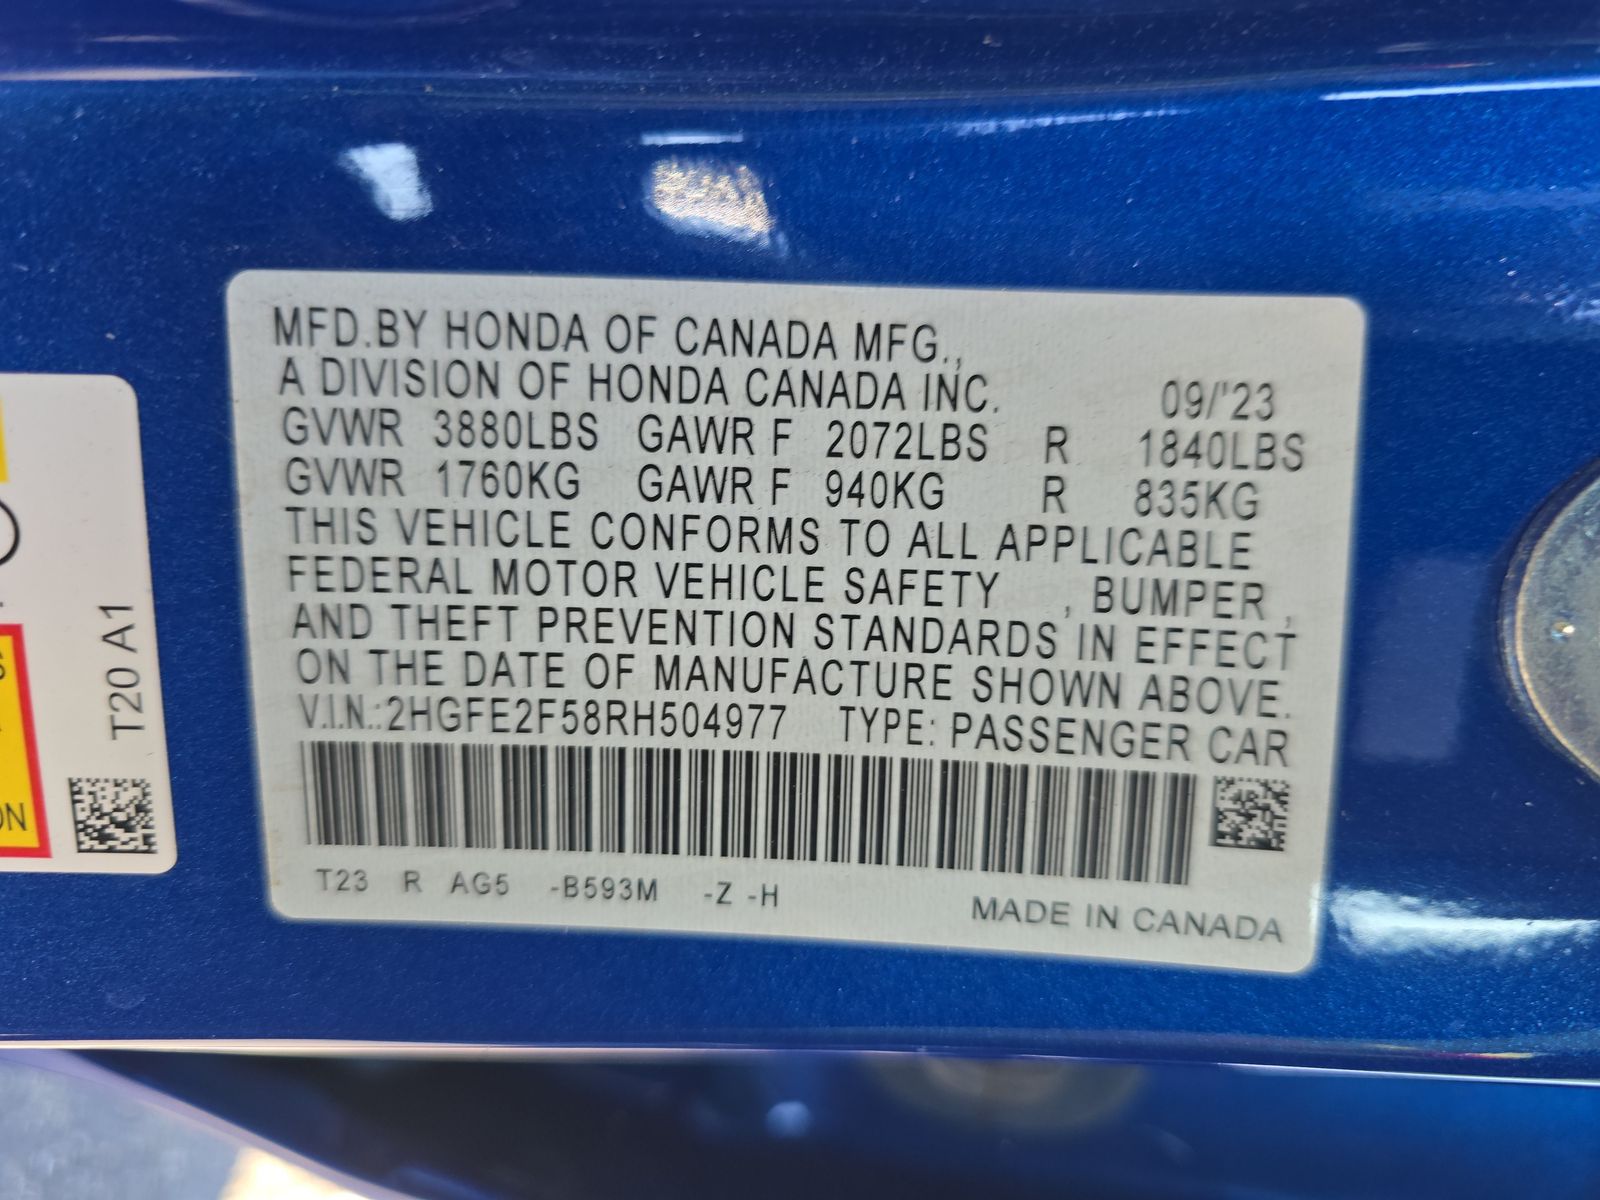 MFD.BY HONDA OF CANADA MFG.,
A DIVISION OF HONDA CANADA INC. 09/'23
GVWR 3880LBS GAWR F 2072LBS R 1840LBS
GVWR 1760KG GAWR F 940KG R 835KG
THIS VEHICLE CONFORMS TO ALL APPLICABLE
FEDERAL MOTOR VEHICLE SAFETY , BUMPER ,
AND THEFT PREVENTION STANDARDS IN EFFECT
ON THE DATE OF MANUFACTURE SHOWN ABOVE.
V.I.N.:2HGFE2F58RH504977 TYPE: PASSENGER CAR
T23 R AG5 -B593M -Z -H
MADE IN CANADA
T20 A1